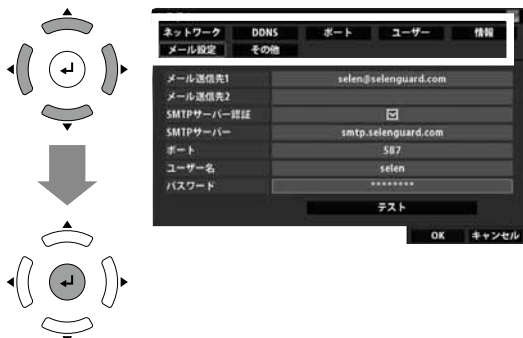 ネットワーク DDNS ポート ユーザー 情報
メール設定 その他
メール送信先1 selen@selenguard.com
メール送信先2
SMTPサーバー認証
SMTPサーバー smtp.selenguard.com
ポート 587
ユーザー名 selen
パスワード ********
テスト
OK キャンセル